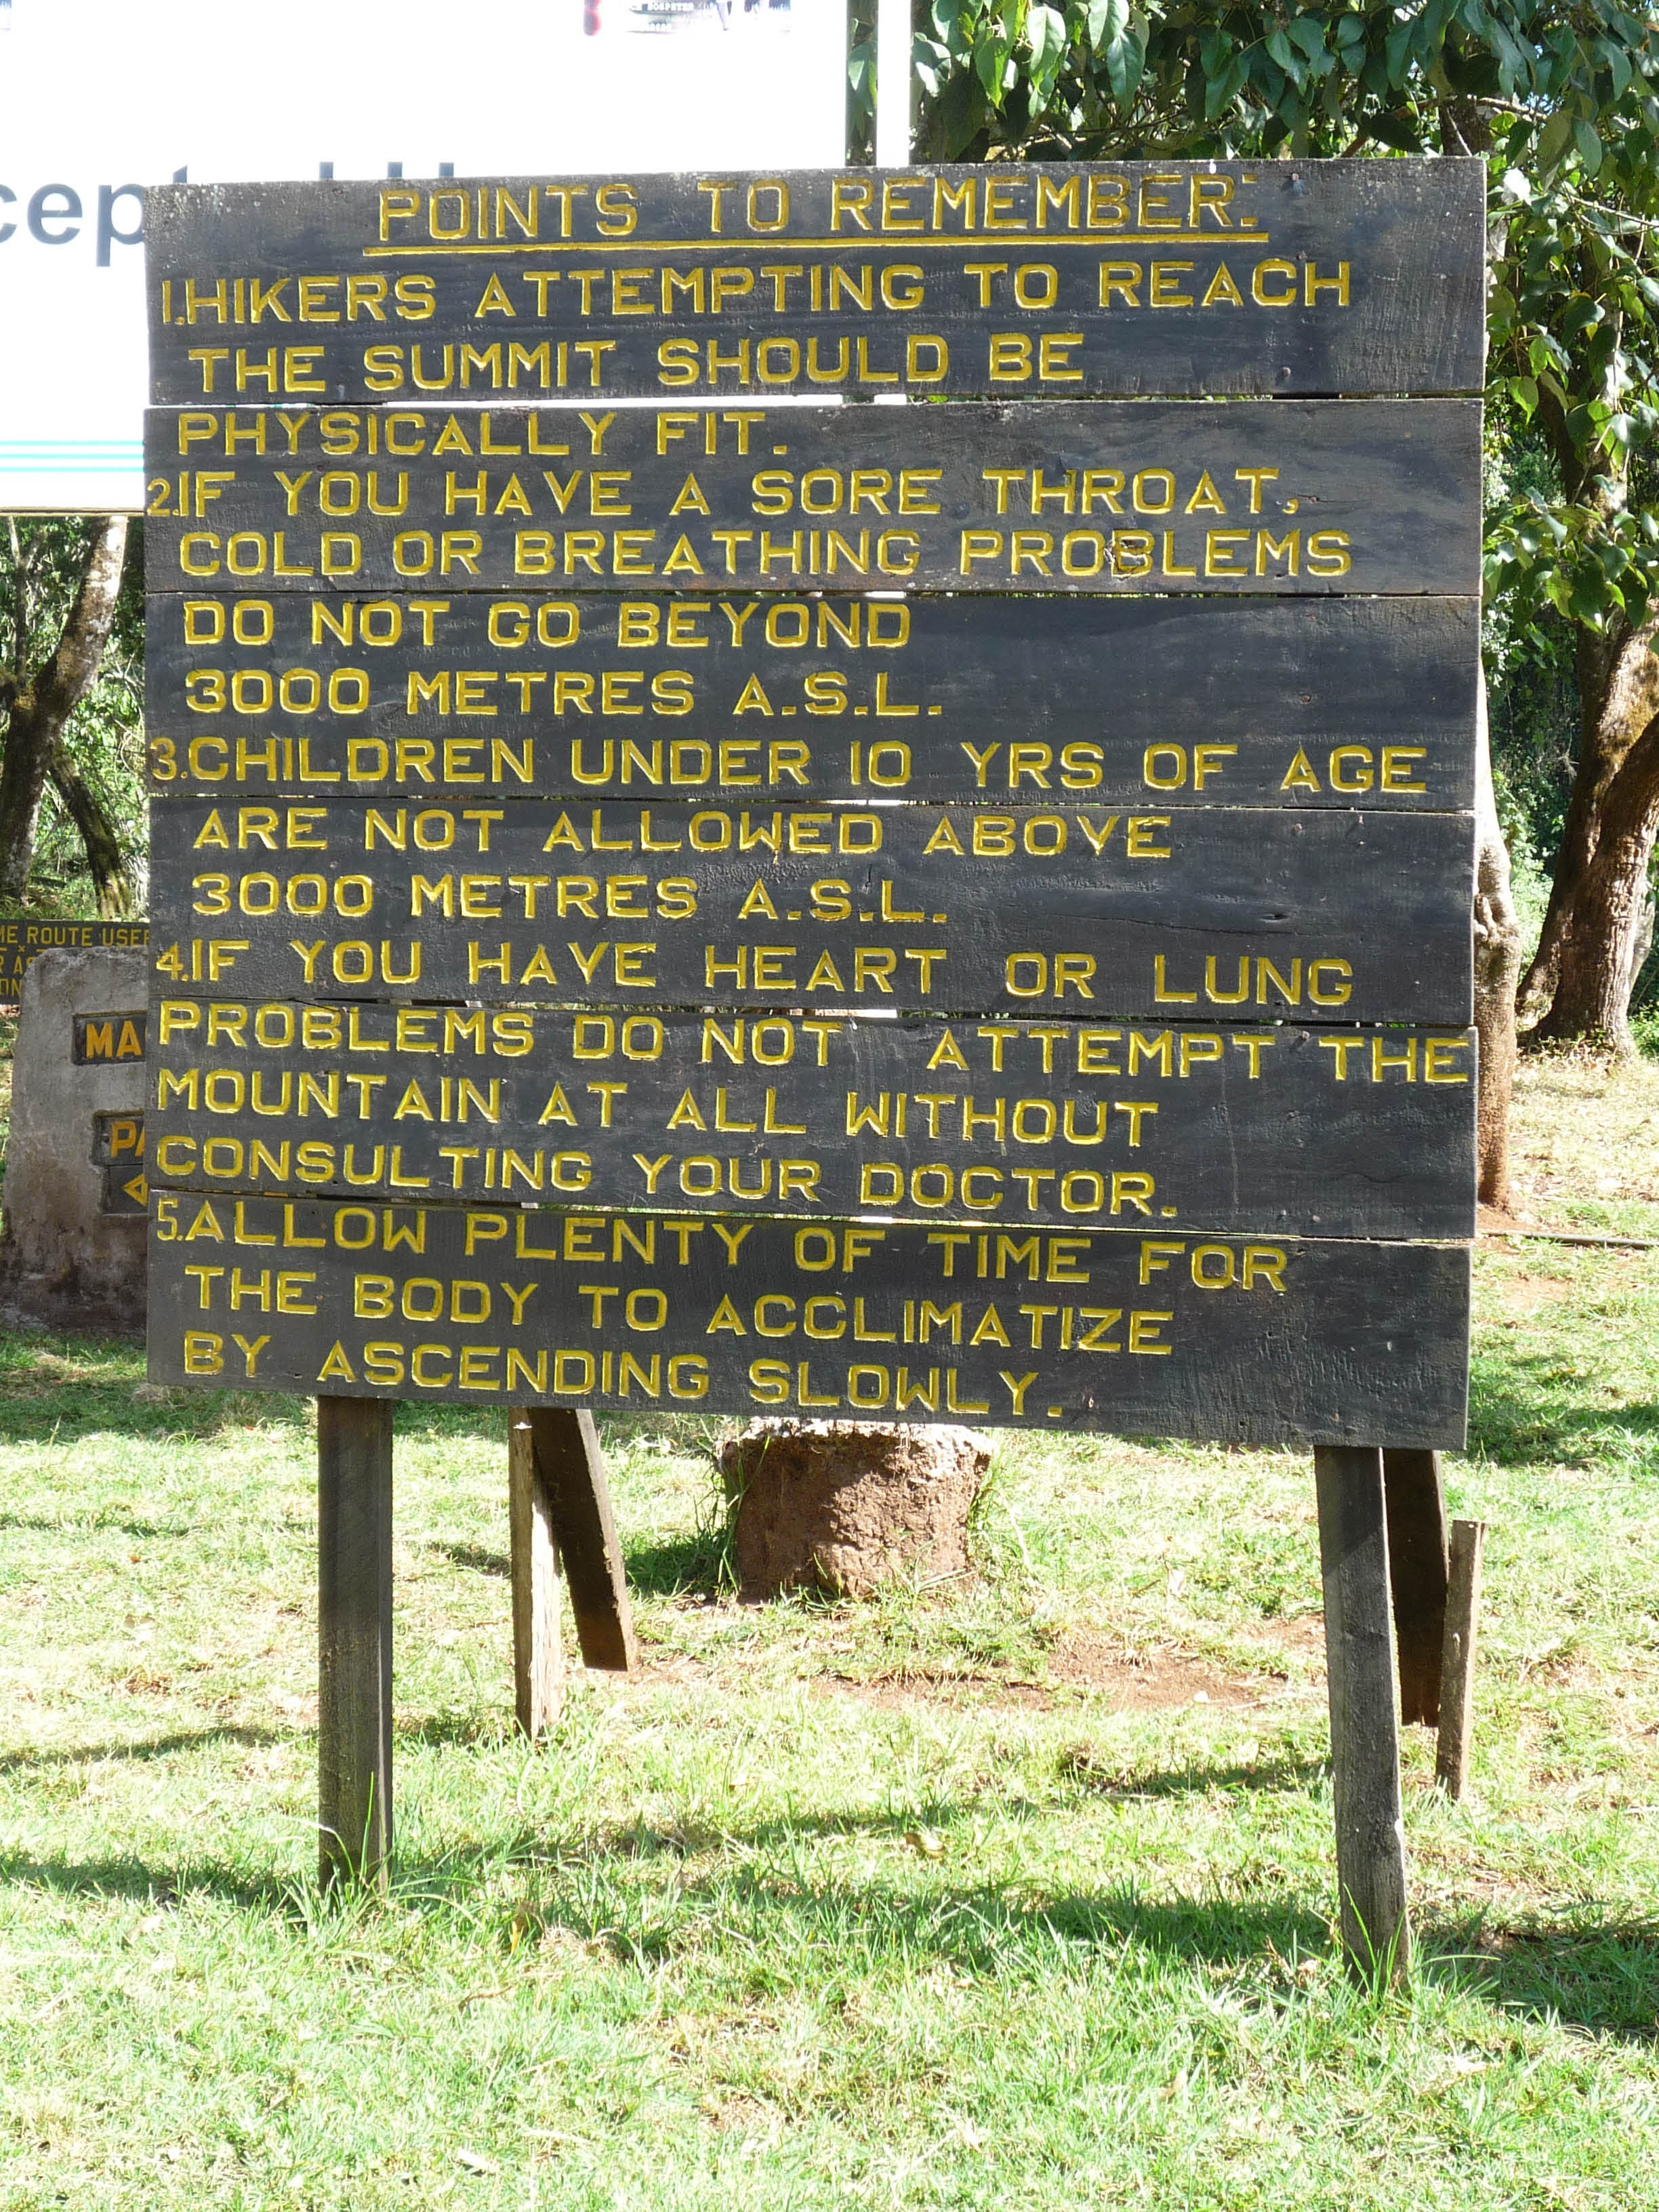 POINTS TO REMEMBER:
1.HIKERS ATTEMPTING TO REACH
THE SUMMIT SHOULD BE
PHYSICALLY FIT.
2.IF YOU HAVE A SORE THROAT,
COLD OR BREATHING PROBLEMS
DO NOT GO BEYOND
3000 METRES A.S.L.
3.CHILDREN UNDER 10 YRS OF AGE
ARE NOT ALLOWED ABOVE
3000 METRES A.S.L.
4.IF YOU HAVE HEART OR LUNG
PROBLEMS DO NOT ATTEMPT THE
MOUNTAIN AT ALL WITHOUT
CONSULTING YOUR DOCTOR.
5.ALLOW PLENTY OF TIME FOR
THE BODY TO ACCLIMATIZE
BY ASCENDING SLOWLY.
ROUTE
MA
PA